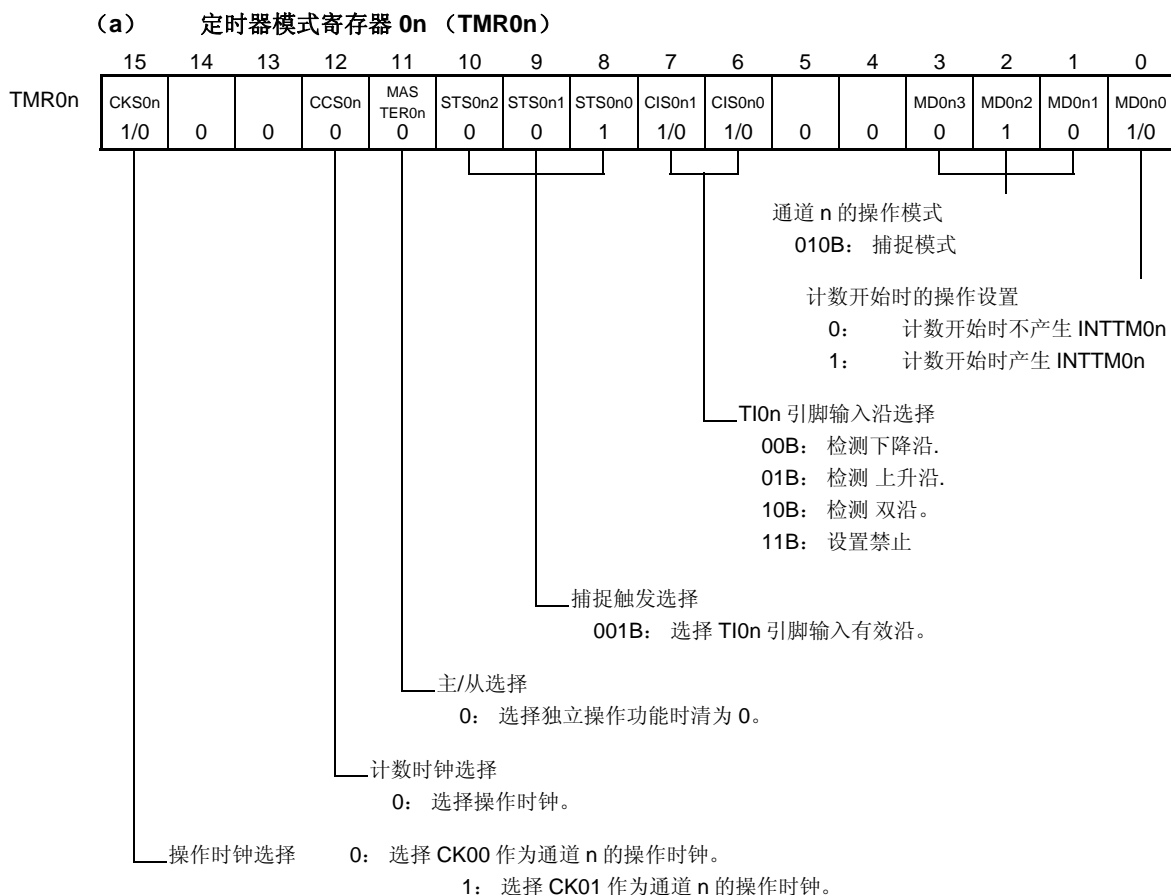 （a） 定时器模式寄存器 0n （TMR0n）
15 14 13 12 11 10 9 8 7 6 5 4 3 2 1 0
TMR0n CKS0n CCS0n MAS TER0n STS0n2 STS0n1 STS0n0 CIS0n1 CIS0n0 MD0n3 MD0n2 MD0n1 MD0n0
1/0 0 0 0 0 0 0 1 1/0 1/0 0 0 0 1 0 1/0
通道 n 的操作模式
010B： 捕捉模式
计数开始时的操作设置
0： 计数开始时不产生 INTTM0n
1： 计数开始时产生 INTTM0n
TI0n 引脚输入沿选择
00B： 检测下降沿.
01B： 检测 上升沿.
10B： 检测 双沿。
11B： 设置禁止
捕捉触发选择
001B： 选择 TI0n 引脚输入有效沿。
主/从选择
0： 选择独立操作功能时清为 0。
计数时钟选择
0： 选择操作时钟。
操作时钟选择 0： 选择 CK00 作为通道 n 的操作时钟。
1： 选择 CK01 作为通道 n 的操作时钟。